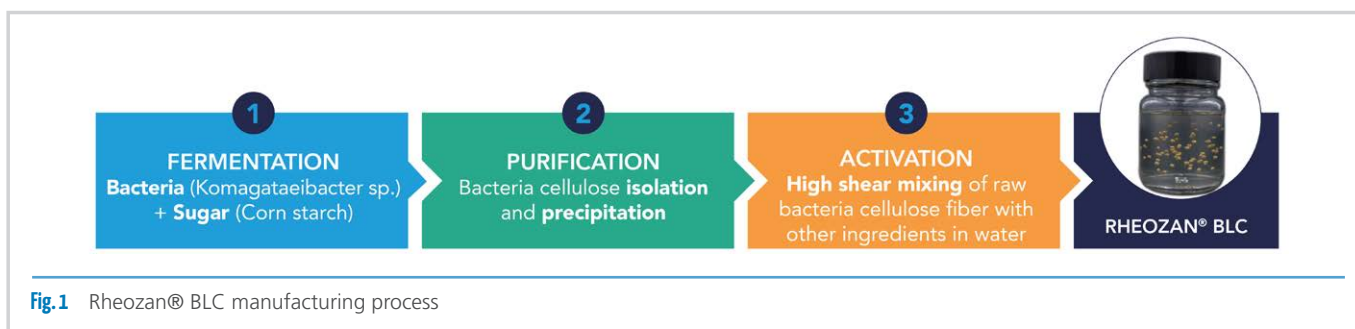 1
FERMENTATION
Bacteria (Komagataeibacter sp.)
+ Sugar (Corn starch)
2
PURIFICATION
Bacteria cellulose isolation
and precipitation
3
ACTIVATION
High shear mixing of raw
bacteria cellulose fiber with
other ingredients in water
RHEOZAN® BLC
Fig. 1 Rheozan® BLC manufacturing process